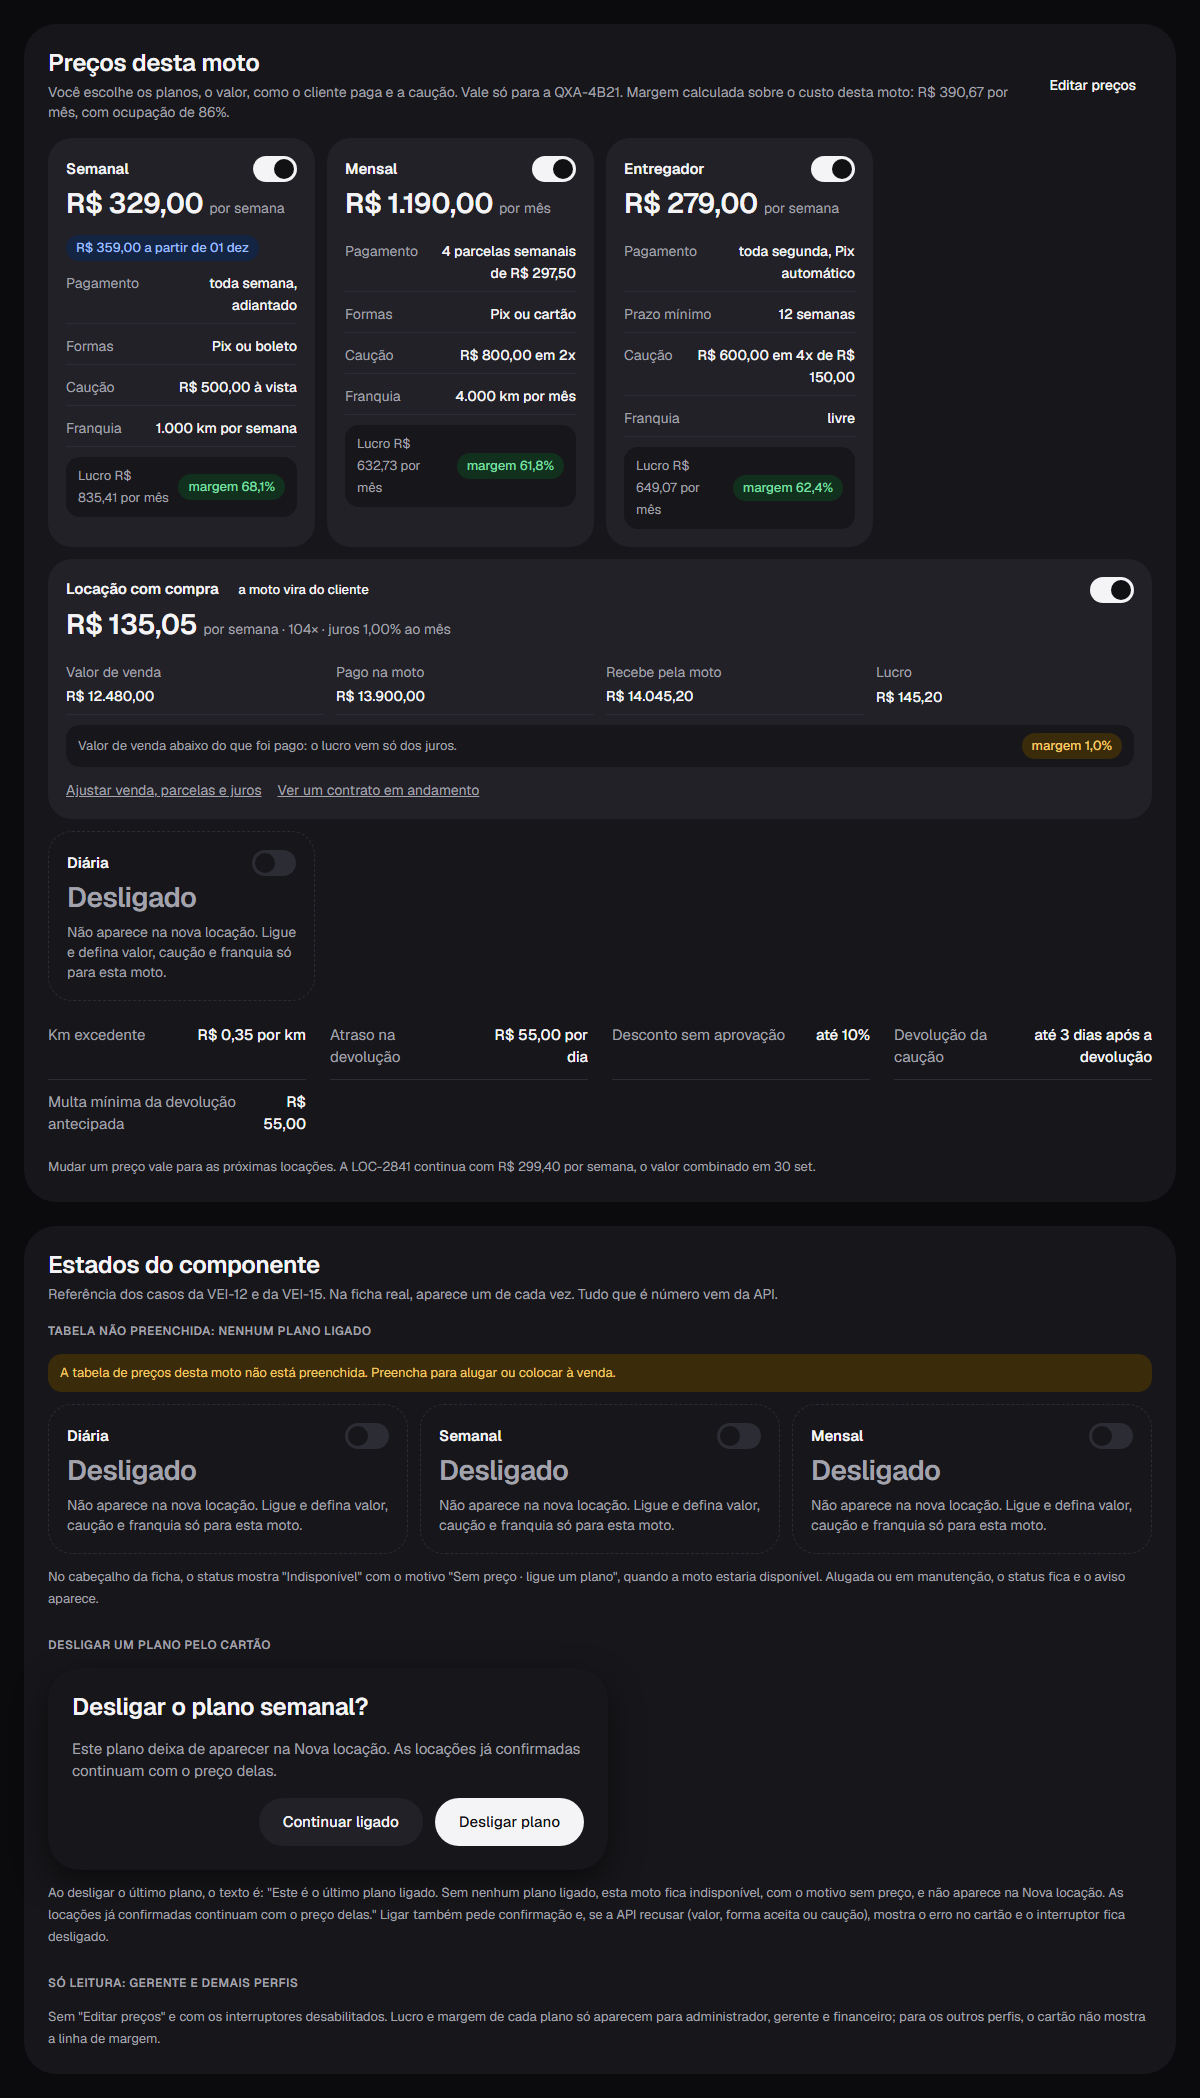 Preços desta moto
Você escolhe os planos, o valor, como o cliente paga e a caução. Vale só para a QXA-4B21. Margem calculada sobre o custo desta moto: R$ 390,67 por
mês, com ocupação de 86%.
Editar preços
Semanal
R$ 329,00 por semana
R$ 359,00 a partir de 01 dez
Pagamento toda semana,
adiantado
Formas Pix ou boleto
Caução R$ 500,00 à vista
Franquia 1.000 km por semana
Lucro R$
835,41 por mês
margem 68,1%
Mensal
R$ 1.190,00 por mês
Pagamento 4 parcelas semanais
de R$ 297,50
Formas Pix ou cartão
Caução R$ 800,00 em 2x
Franquia 4.000 km por mês
Lucro R$
632,73 por
mês
margem 61,8%
Entregador
R$ 279,00 por semana
Pagamento toda segunda, Pix
automático
Prazo mínimo 12 semanas
Caução R$ 600,00 em 4x de R$
150,00
Franquia livre
Lucro R$
649,07 por
mês
margem 62,4%
Locação com compra a moto vira do cliente
R$ 135,05 por semana · 104× · juros 1,00% ao mês
Valor de venda
R$ 12.480,00
Pago na moto
R$ 13.900,00
Recebe pela moto
R$ 14.045,20
Lucro
R$ 145,20
Valor de venda abaixo do que foi pago: o lucro vem só dos juros.
margem 1,0%
Ajustar venda, parcelas e juros Ver um contrato em andamento
Diária
Desligado
Não aparece na nova locação. Ligue
e defina valor, caução e franquia só
para esta moto.
Km excedente R$ 0,35 por km
Atraso na
devolução
R$ 55,00 por
dia
Desconto sem aprovação até 10%
Devolução da
caução
até 3 dias após a
devolução
Multa mínima da devolução
antecipada
R$
55,00
Mudar um preço vale para as próximas locações. A LOC-2841 continua com R$ 299,40 por semana, o valor combinado em 30 set.
Estados do componente
Referência dos casos da VEI-12 e da VEI-15. Na ficha real, aparece um de cada vez. Tudo que é número vem da API.
TABELA NÃO PREENCHIDA: NENHUM PLANO LIGADO
A tabela de preços desta moto não está preenchida. Preencha para alugar ou colocar à venda.
Diária
Desligado
Não aparece na nova locação. Ligue e defina valor,
caução e franquia só para esta moto.
Semanal
Desligado
Não aparece na nova locação. Ligue e defina valor,
caução e franquia só para esta moto.
Mensal
Desligado
Não aparece na nova locação. Ligue e defina valor,
caução e franquia só para esta moto.
No cabeçalho da ficha, o status mostra "Indisponível" com o motivo "Sem preço · ligue um plano", quando a moto estaria disponível. Alugada ou em manutenção, o status fica e o aviso
aparece.
DESLIGAR UM PLANO PELO CARTÃO
Desligar o plano semanal?
Este plano deixa de aparecer na Nova locação. As locações já confirmadas
continuam com o preço delas.
Continuar ligado
Desligar plano
Ao desligar o último plano, o texto é: "Este é o último plano ligado. Sem nenhum plano ligado, esta moto fica indisponível, com o motivo sem preço, e não aparece na Nova locação. As
locações já confirmadas continuam com o preço delas." Ligar também pede confirmação e, se a API recusar (valor, forma aceita ou caução), mostra o erro no cartão e o interruptor fica
desligado.
SÓ LEITURA: GERENTE E DEMAIS PERFIS
Sem "Editar preços" e com os interruptores desabilitados. Lucro e margem de cada plano só aparecem para administrador, gerente e financeiro; para os outros perfis, o cartão não mostra
a linha de margem.